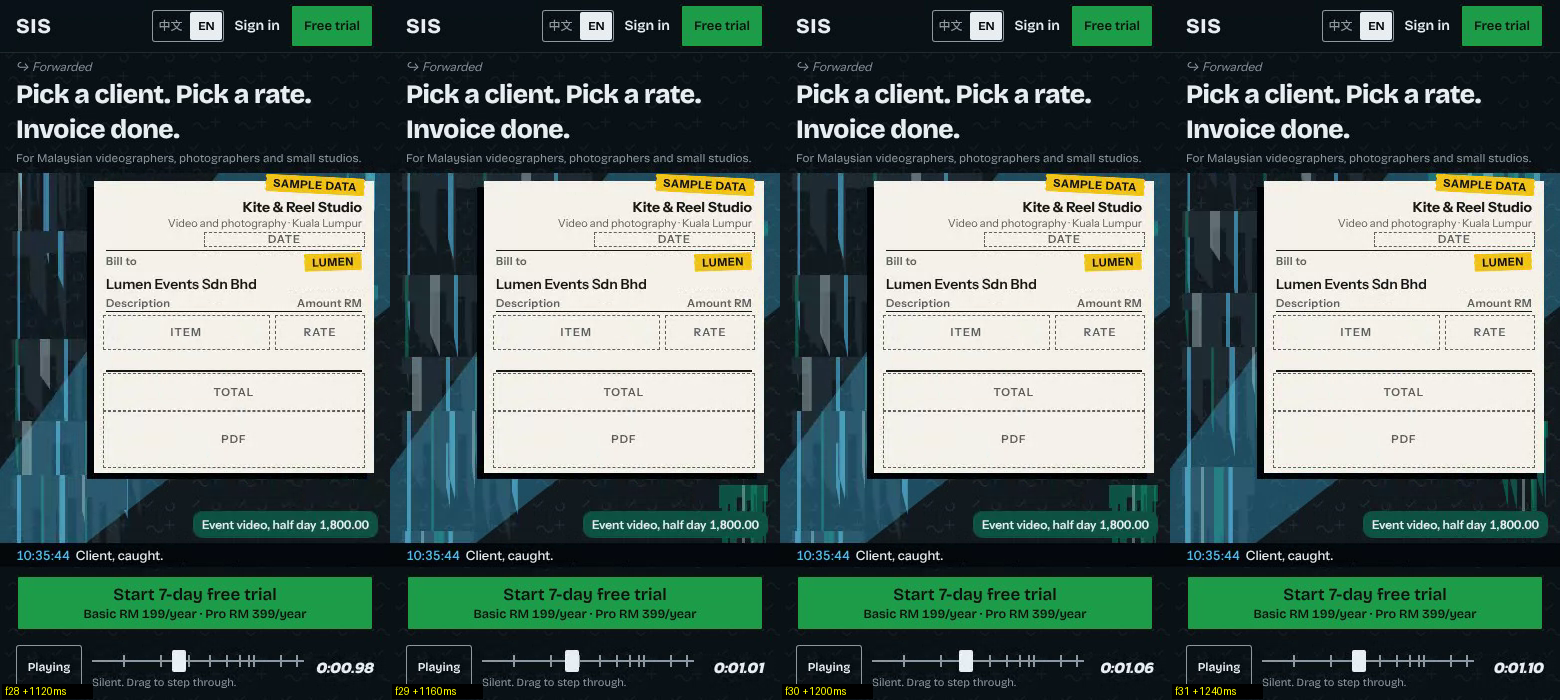 SIS 中文 EN Sign in Free trial
↪ Forwarded
Pick a client. Pick a rate.
Invoice done.
For Malaysian videographers, photographers and small studios.
SAMPLE DATA
Kite & Reel Studio
Video and photography · Kuala Lumpur
DATE
Bill to LUMEN
Lumen Events Sdn Bhd
Description Amount RM
ITEM RATE
TOTAL
PDF
Event video, half day 1,800.00
10:35:44 Client, caught.
Start 7-day free trial
Basic RM 199/year · Pro RM 399/year
Playing 0:00.98
Silent. Drag to step through.
f28 +1120ms
SIS 中文 EN Sign in Free trial
↪ Forwarded
Pick a client. Pick a rate.
Invoice done.
For Malaysian videographers, photographers and small studios.
SAMPLE DATA
Kite & Reel Studio
Video and photography · Kuala Lumpur
DATE
Bill to LUMEN
Lumen Events Sdn Bhd
Description Amount RM
ITEM RATE
TOTAL
PDF
Event video, half day 1,800.00
10:35:44 Client, caught.
Start 7-day free trial
Basic RM 199/year · Pro RM 399/year
Playing 0:01.01
Silent. Drag to step through.
f29 +1160ms
SIS 中文 EN Sign in Free trial
↪ Forwarded
Pick a client. Pick a rate.
Invoice done.
For Malaysian videographers, photographers and small studios.
SAMPLE DATA
Kite & Reel Studio
Video and photography · Kuala Lumpur
DATE
Bill to LUMEN
Lumen Events Sdn Bhd
Description Amount RM
ITEM RATE
TOTAL
PDF
Event video, half day 1,800.00
10:35:44 Client, caught.
Start 7-day free trial
Basic RM 199/year · Pro RM 399/year
Playing 0:01.06
Silent. Drag to step through.
f30 +1200ms
SIS 中文 EN Sign in Free trial
↪ Forwarded
Pick a client. Pick a rate.
Invoice done.
For Malaysian videographers, photographers and small studios.
SAMPLE DATA
Kite & Reel Studio
Video and photography · Kuala Lumpur
DATE
Bill to LUMEN
Lumen Events Sdn Bhd
Description Amount RM
ITEM RATE
TOTAL
PDF
Event video, half day 1,800.00
10:35:44 Client, caught.
Start 7-day free trial
Basic RM 199/year · Pro RM 399/year
Playing 0:01.10
Silent. Drag to step through.
f31 +1240ms